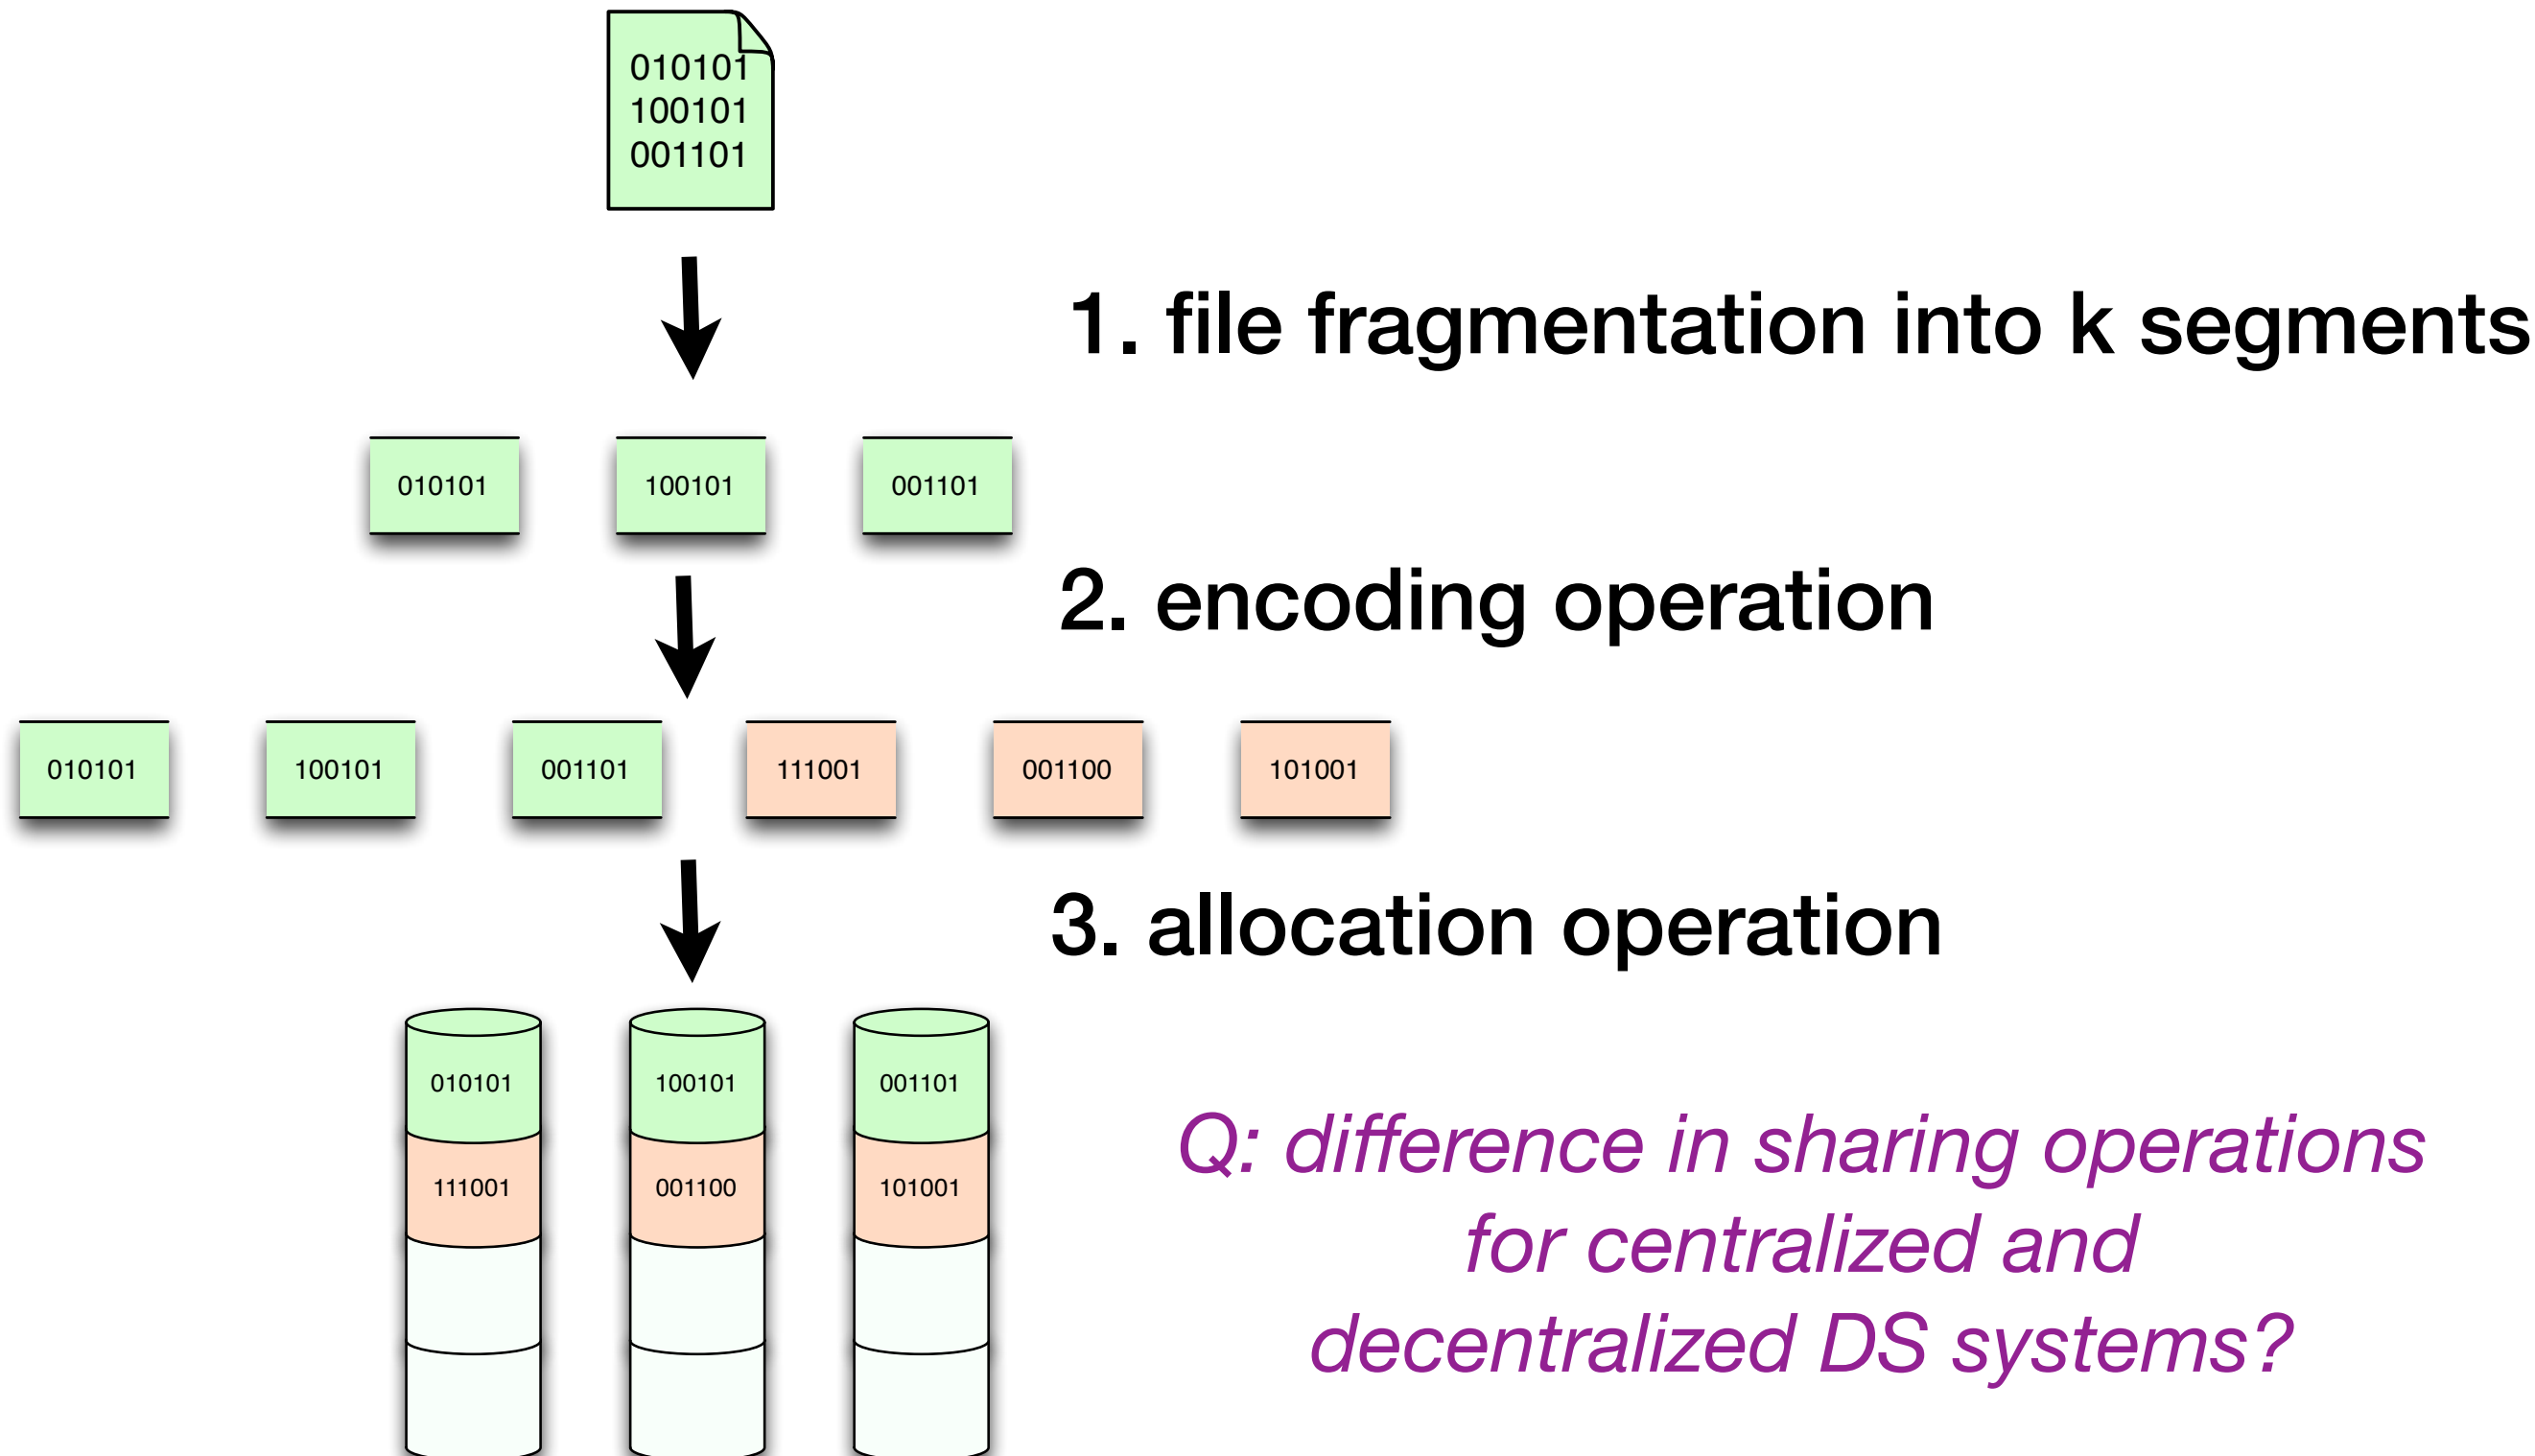 010101
100101
001101
1. file fragmentation into k segments
010101 100101 001101
2. encoding operation
010101 100101 001101 111001 001100 101001
3. allocation operation
010101 100101 001101
111001 001100 101001
Q: difference in sharing operations
for centralized and
decentralized DS systems?